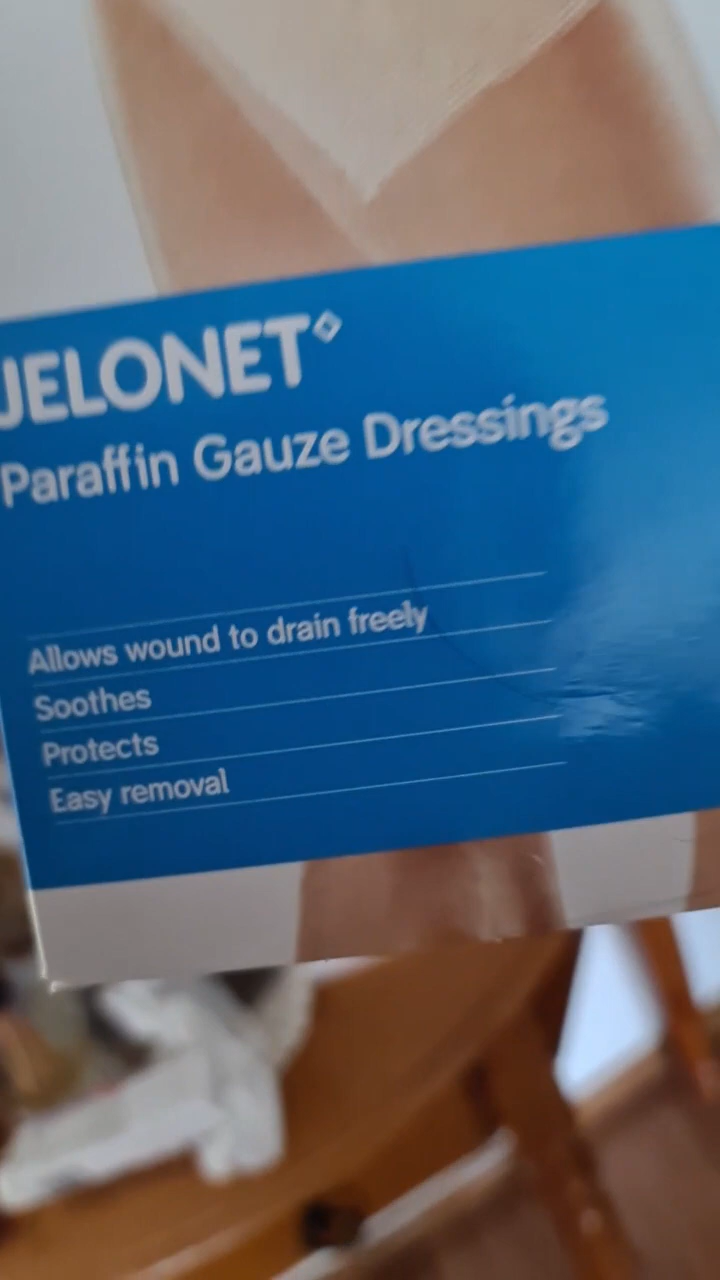 JELONET◇
Paraffin Gauze Dressings
Allows wound to drain freely
Soothes
Protects
Easy removal